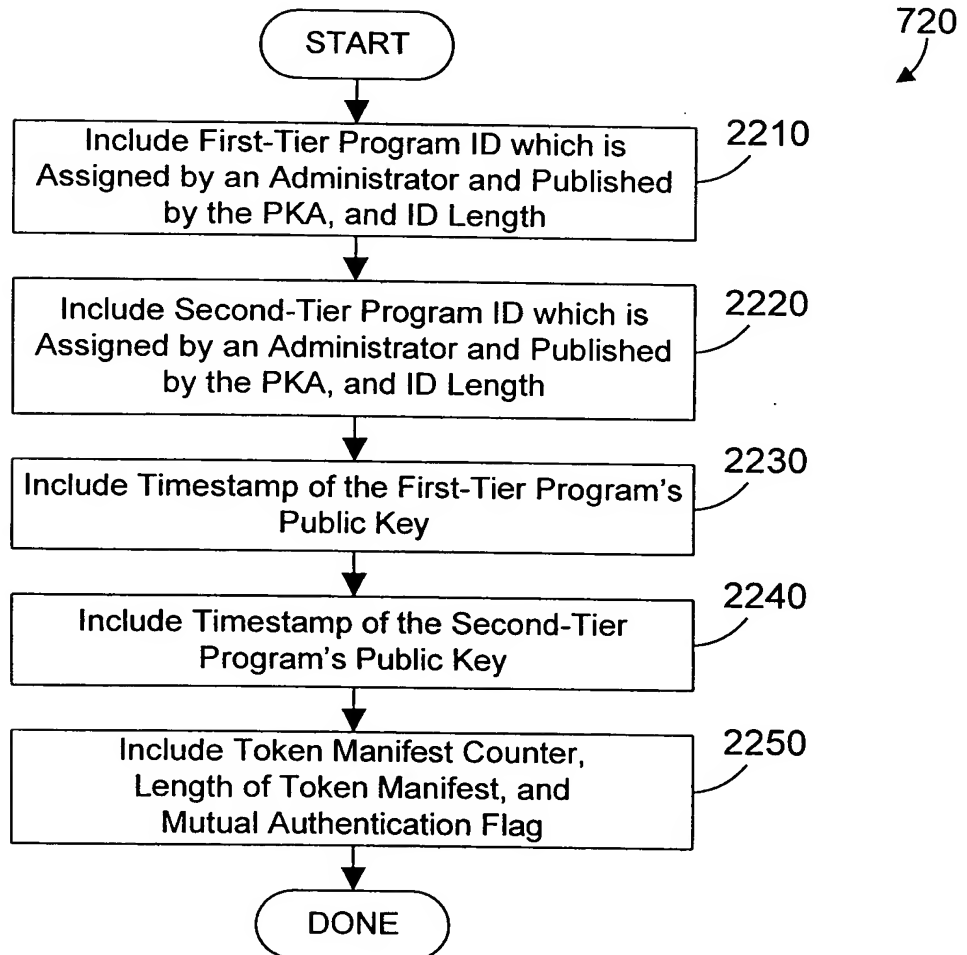 START
720
Include First-Tier Program ID which is
Assigned by an Administrator and Published
by the PKA, and ID Length
2210
Include Second-Tier Program ID which is
Assigned by an Administrator and Published
by the PKA, and ID Length
2220
Include Timestamp of the First-Tier Program's
Public Key
2230
Include Timestamp of the Second-Tier
Program's Public Key
2240
Include Token Manifest Counter,
Length of Token Manifest, and
Mutual Authentication Flag
2250
DONE